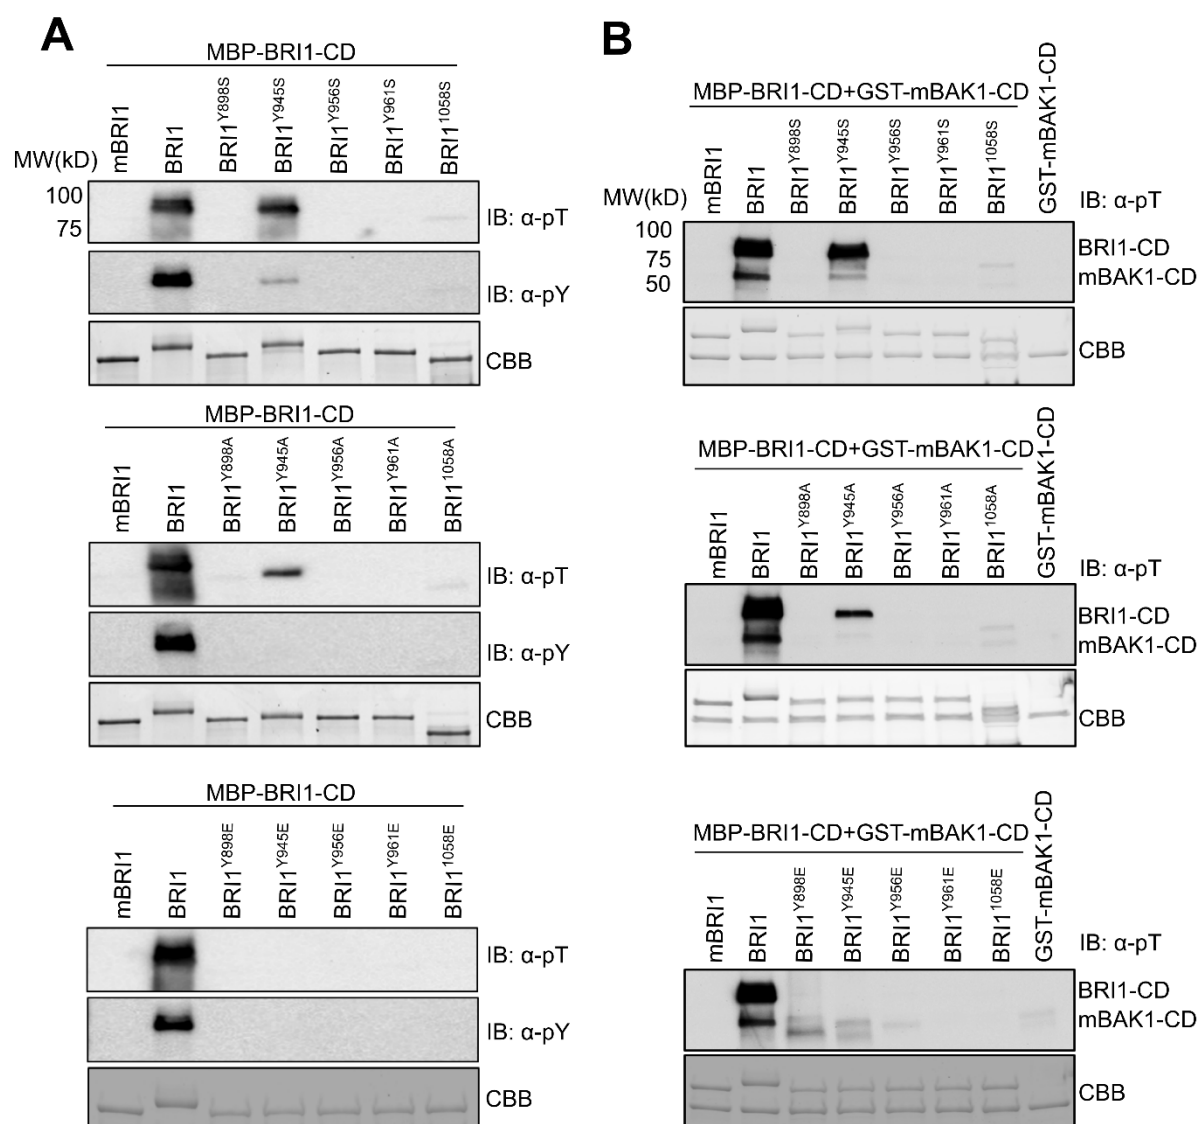 A
MBP-BRI1-CD
mBRI1
BRI1
BRI1Y898S
BRI1Y945S
BRI1Y956S
BRI1Y961S
BRI11058S
MW(kD)
100
75
IB: α-pT
IB: α-pY
CBB
MBP-BRI1-CD
mBRI1
BRI1
BRI1Y898A
BRI1Y945A
BRI1Y956A
BRI1Y961A
BRI11058A
IB: α-pT
IB: α-pY
CBB
MBP-BRI1-CD
mBRI1
BRI1
BRI1Y898E
BRI1Y945E
BRI1Y956E
BRI1Y961E
BRI11058E
IB: α-pT
IB: α-pY
CBB
B
MBP-BRI1-CD+GST-mBAK1-CD
mBRI1
BRI1
BRI1Y898S
BRI1Y945S
BRI1Y956S
BRI1Y961S
BRI11058S
GST-mBAK1-CD
MW(kD)
100
75
50
IB: α-pT
BRI1-CD
mBAK1-CD
CBB
MBP-BRI1-CD+GST-mBAK1-CD
mBRI1
BRI1
BRI1Y898A
BRI1Y945A
BRI1Y956A
BRI1Y961A
BRI11058A
GST-mBAK1-CD
IB: α-pT
BRI1-CD
mBAK1-CD
CBB
MBP-BRI1-CD+GST-mBAK1-CD
mBRI1
BRI1
BRI1Y898E
BRI1Y945E
BRI1Y956E
BRI1Y961E
BRI11058E
GST-mBAK1-CD
IB: α-pT
BRI1-CD
mBAK1-CD
CBB